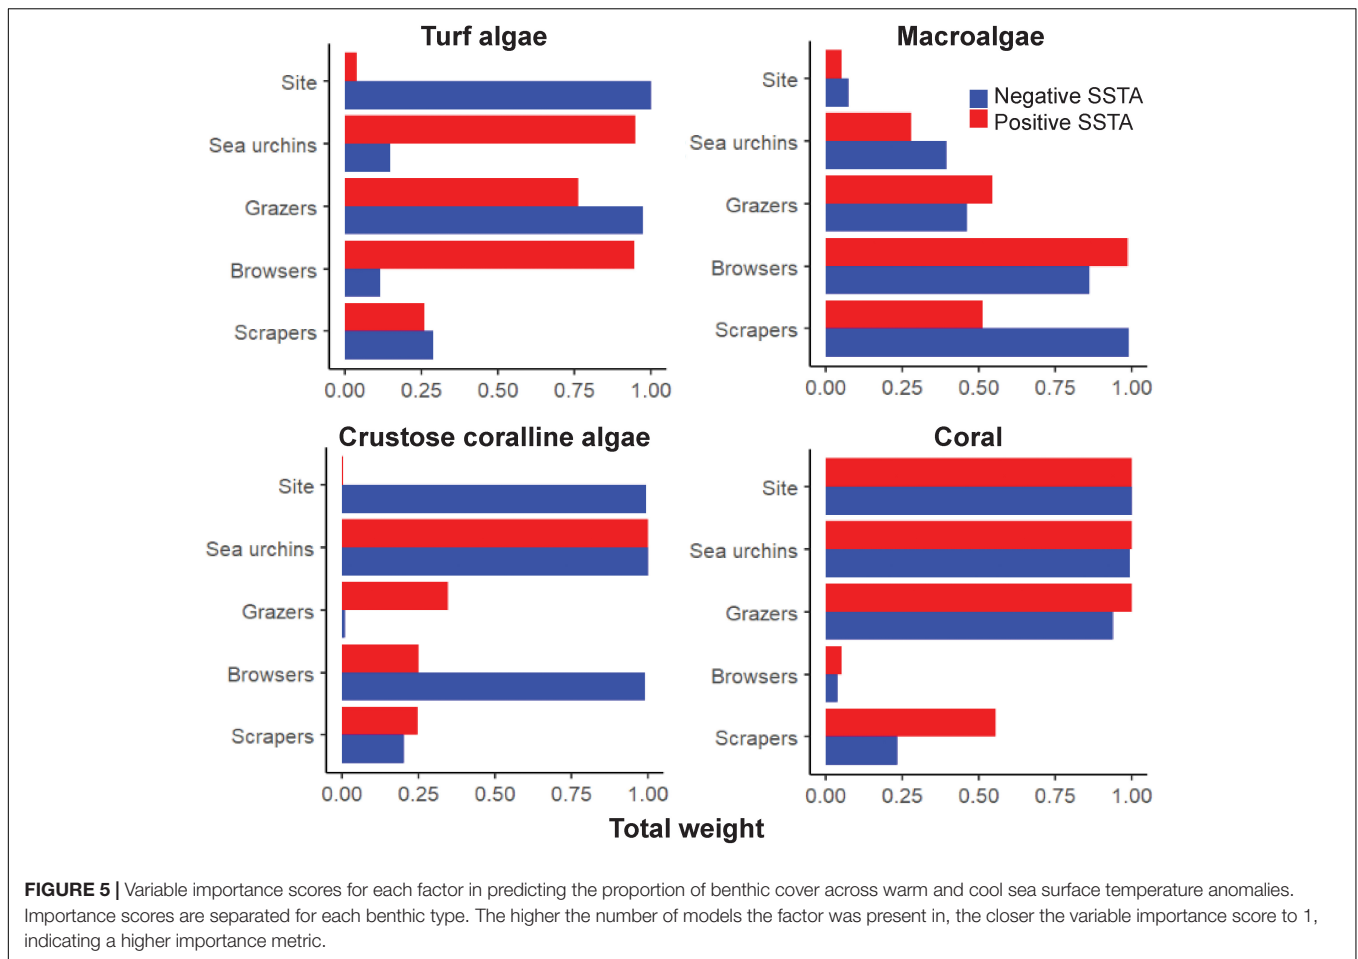 Turf algae
Site
Sea urchins
Grazers
Browsers
Scrapers
0.00 0.25 0.50 0.75 1.00
Macroalgae
Negative SSTA
Positive SSTA
Site
Sea urchins
Grazers
Browsers
Scrapers
0.00 0.25 0.50 0.75 1.00
Crustose coralline algae
Site
Sea urchins
Grazers
Browsers
Scrapers
0.00 0.25 0.50 0.75 1.00
Coral
Site
Sea urchins
Grazers
Browsers
Scrapers
0.00 0.25 0.50 0.75 1.00
Total weight
FIGURE 5 | Variable importance scores for each factor in predicting the proportion of benthic cover across warm and cool sea surface temperature anomalies.
Importance scores are separated for each benthic type. The higher the number of models the factor was present in, the closer the variable importance score to 1,
indicating a higher importance metric.